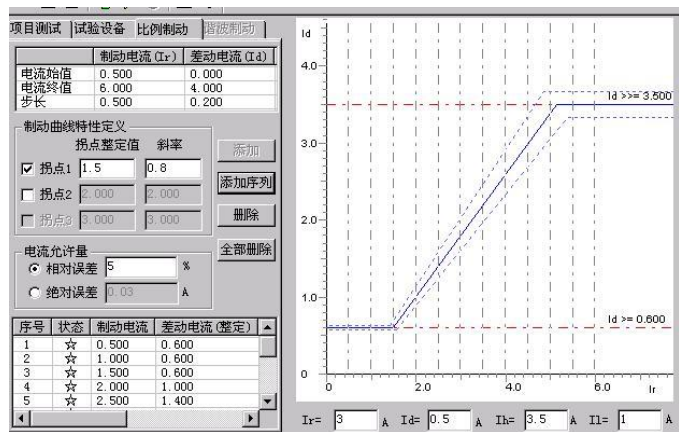 项目测试 试验设备 比例制动 谐波制动
制动电流(Ir) 差动电流(Id)
电流始值 0.500 0.000
电流终值 6.000 4.000
步长 0.500 0.200
制动曲线特性定义
拐点整定值 斜率
拐点1 1.5 0.8
拐点2 2.000 2.000
拐点3 3.000 3.000
添加
添加序列
删除
全部删除
电流允许量
相对误差 5 %
绝对误差 0.03 A
序号 状态 制动电流 差动电流(整定)
1 ☆ 0.500 0.600
2 ☆ 1.000 0.600
3 ☆ 1.500 0.600
4 ☆ 2.000 1.000
5 ☆ 2.500 1.400
Id
4.0
Id >>= 3.500
3.0
2.0
1.0
Id >= 0.600
0
0 2.0 4.0 6.0 Ir
Ir= 3 A Id= 0.5 A Ih= 3.5 A Il= 1 A